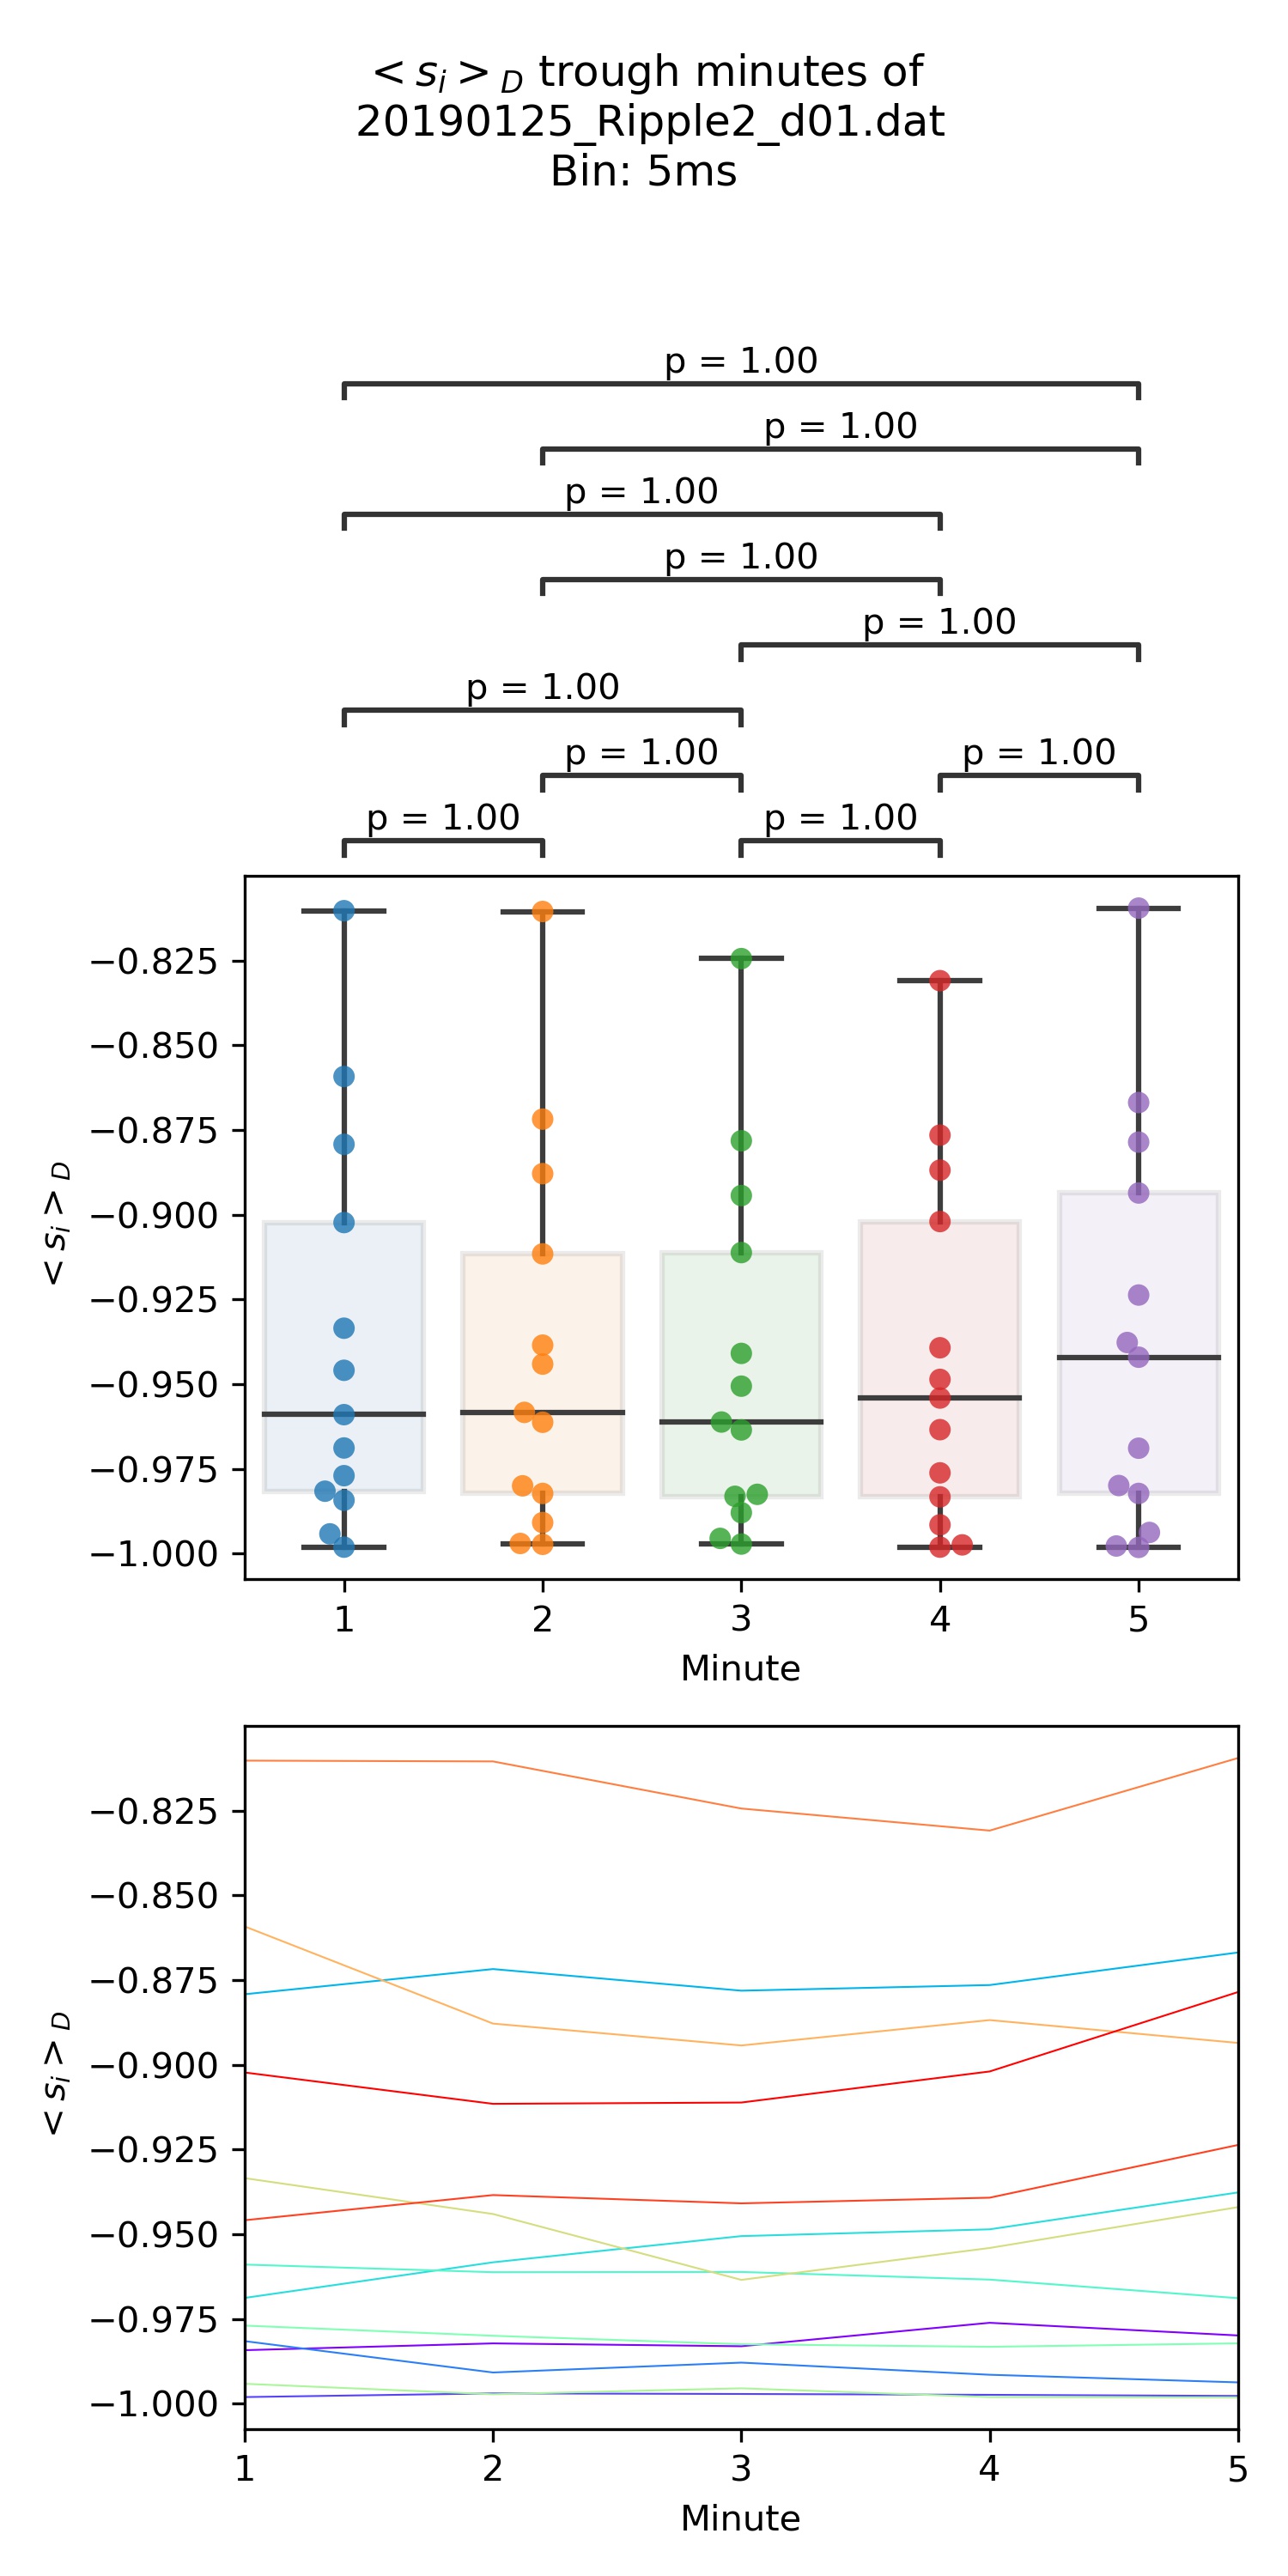 < s_i >_D trough minutes of
20190125_Ripple2_d01.dat
Bin: 5ms
p = 1.00
p = 1.00
p = 1.00
p = 1.00
p = 1.00
p = 1.00
p = 1.00 p = 1.00
p = 1.00 p = 1.00
−0.825
−0.850
−0.875
−0.900
−0.925
−0.950
−0.975
−1.000
< s_i >_D
1 2 3 4 5
Minute
−0.825
−0.850
−0.875
−0.900
−0.925
−0.950
−0.975
−1.000
< s_i >_D
1 2 3 4 5
Minute